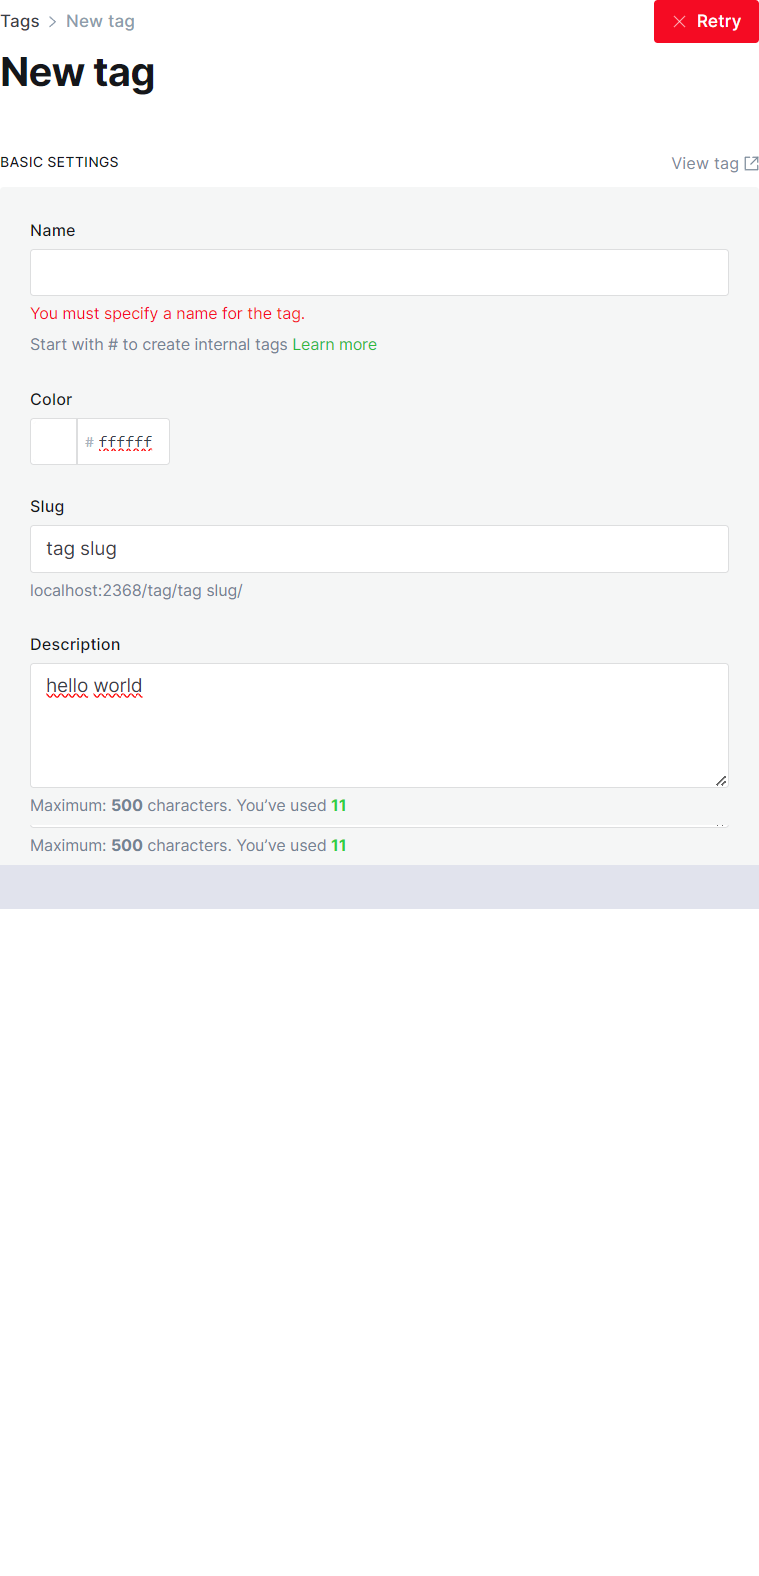 Tags > New tag
Retry
New tag
BASIC SETTINGS
View tag
Name
You must specify a name for the tag.
Start with # to create internal tags Learn more
Color
# ffffff
Slug
tag slug
localhost:2368/tag/tag slug/
Description
hello world
Maximum: 500 characters. You’ve used 11
Maximum: 500 characters. You’ve used 11